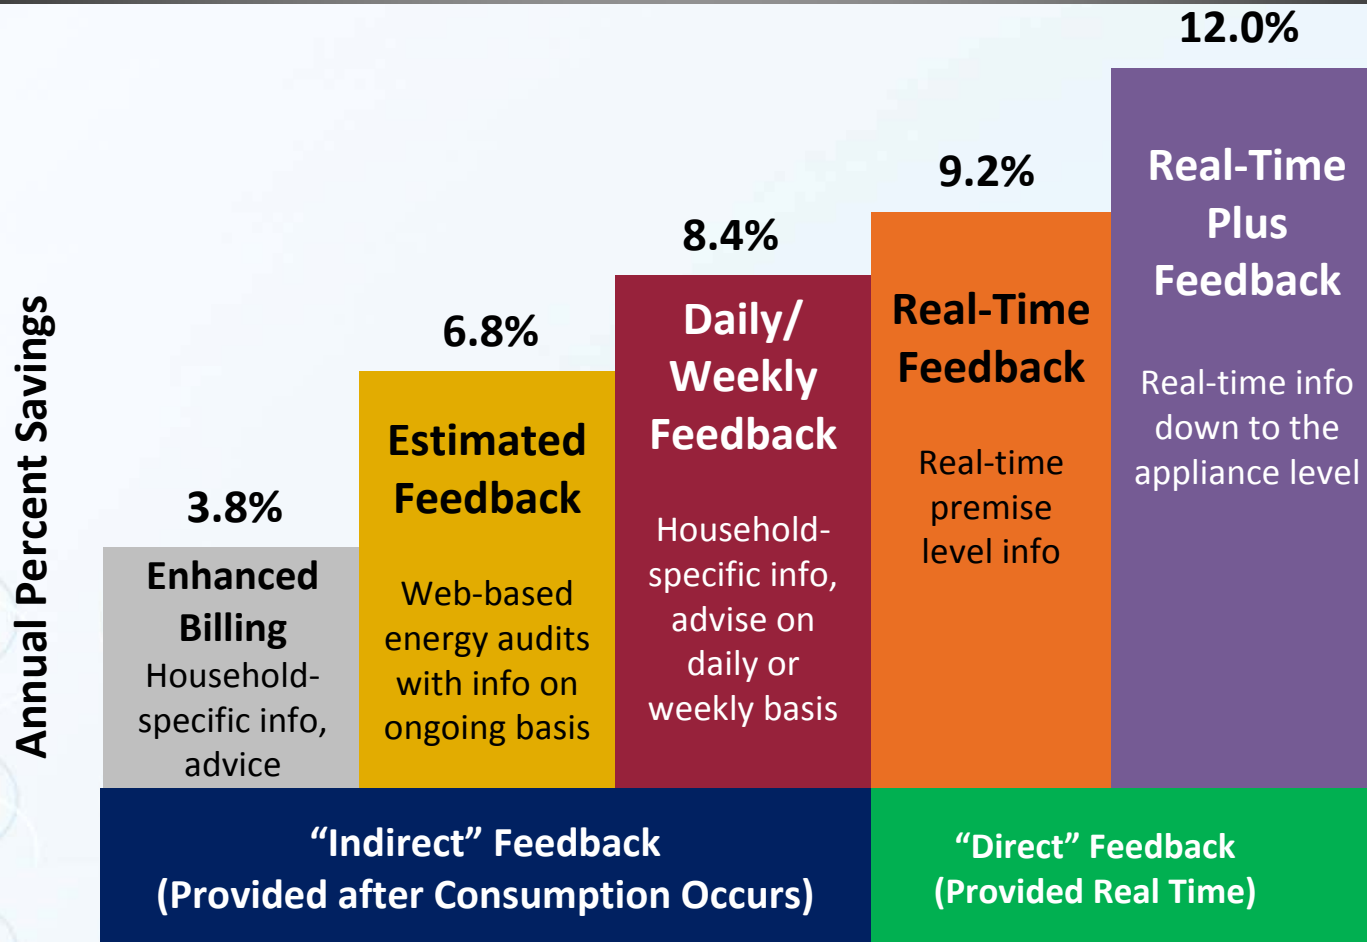 12.0%
Real-Time
Plus
Feedback
Real-time info
down to the
appliance level
9.2%
Real-Time
Feedback
Real-time
premise
level info
8.4%
Daily/
Weekly
Feedback
Household-
specific info,
advise on
daily or
weekly basis
6.8%
Estimated
Feedback
Web-based
energy audits
with info on
ongoing basis
3.8%
Enhanced
Billing
Household-
specific info,
advice
Annual Percent Savings
“Indirect” Feedback
(Provided after Consumption Occurs)
“Direct” Feedback
(Provided Real Time)